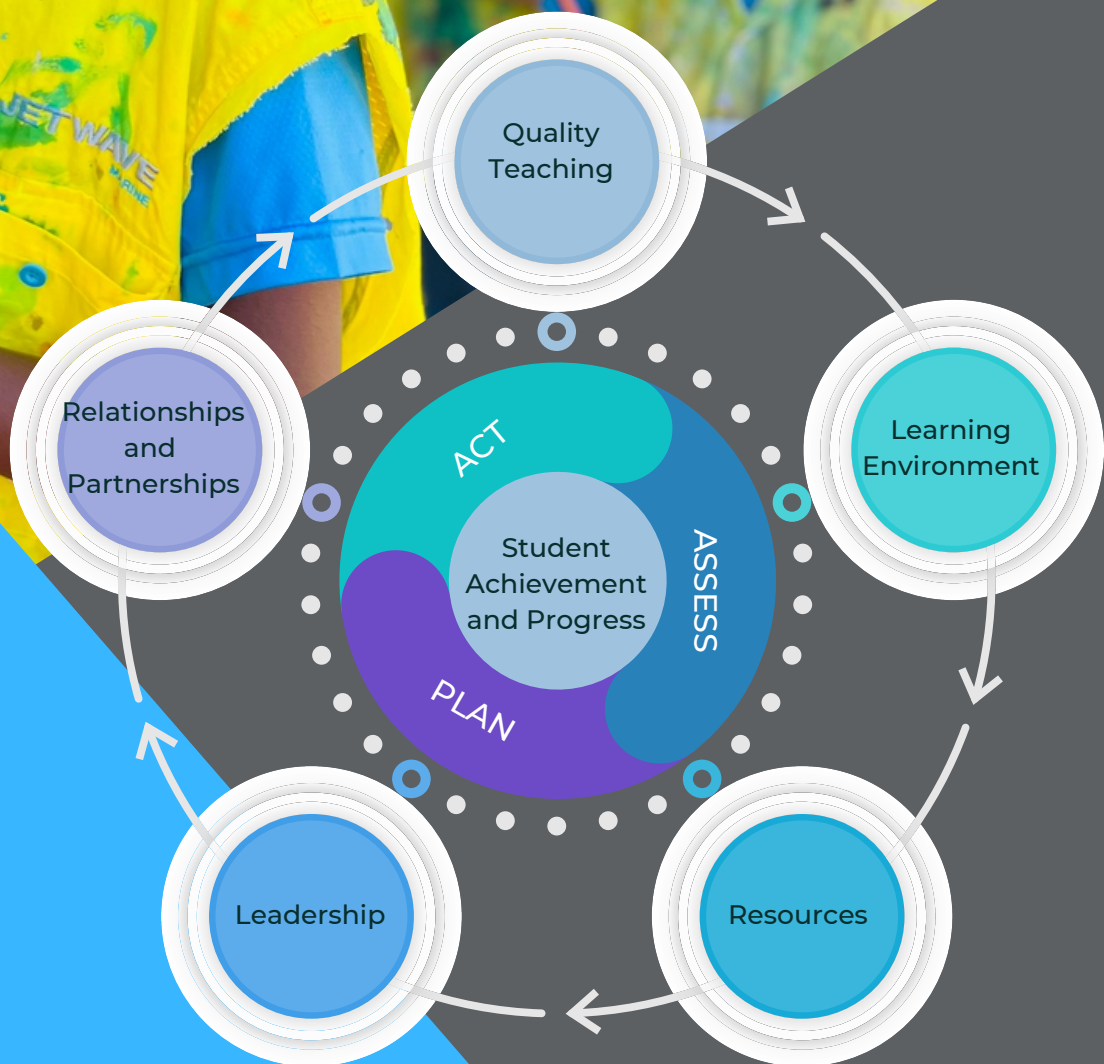 JETWAVE
MARINE
Quality
Teaching
Relationships
and
Partnerships
Learning
Environment
ACT
ASSESS
PLAN
Student
Achievement
and Progress
Leadership
Resources